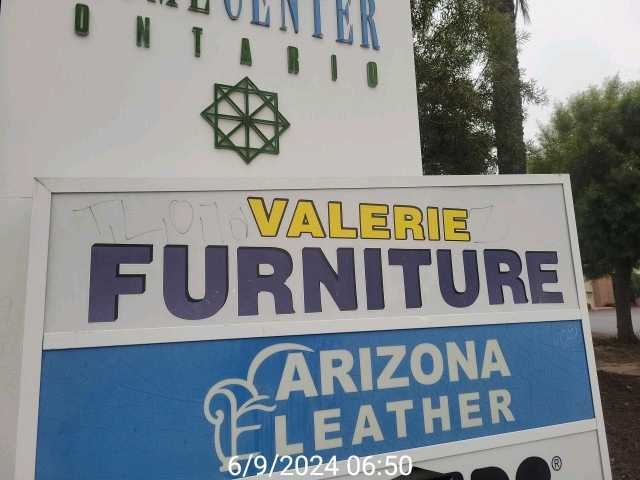 CENTER
ONTARIO
VALERIE
FURNITURE
ARIZONA
LEATHER
6/9/2024 06:50
®